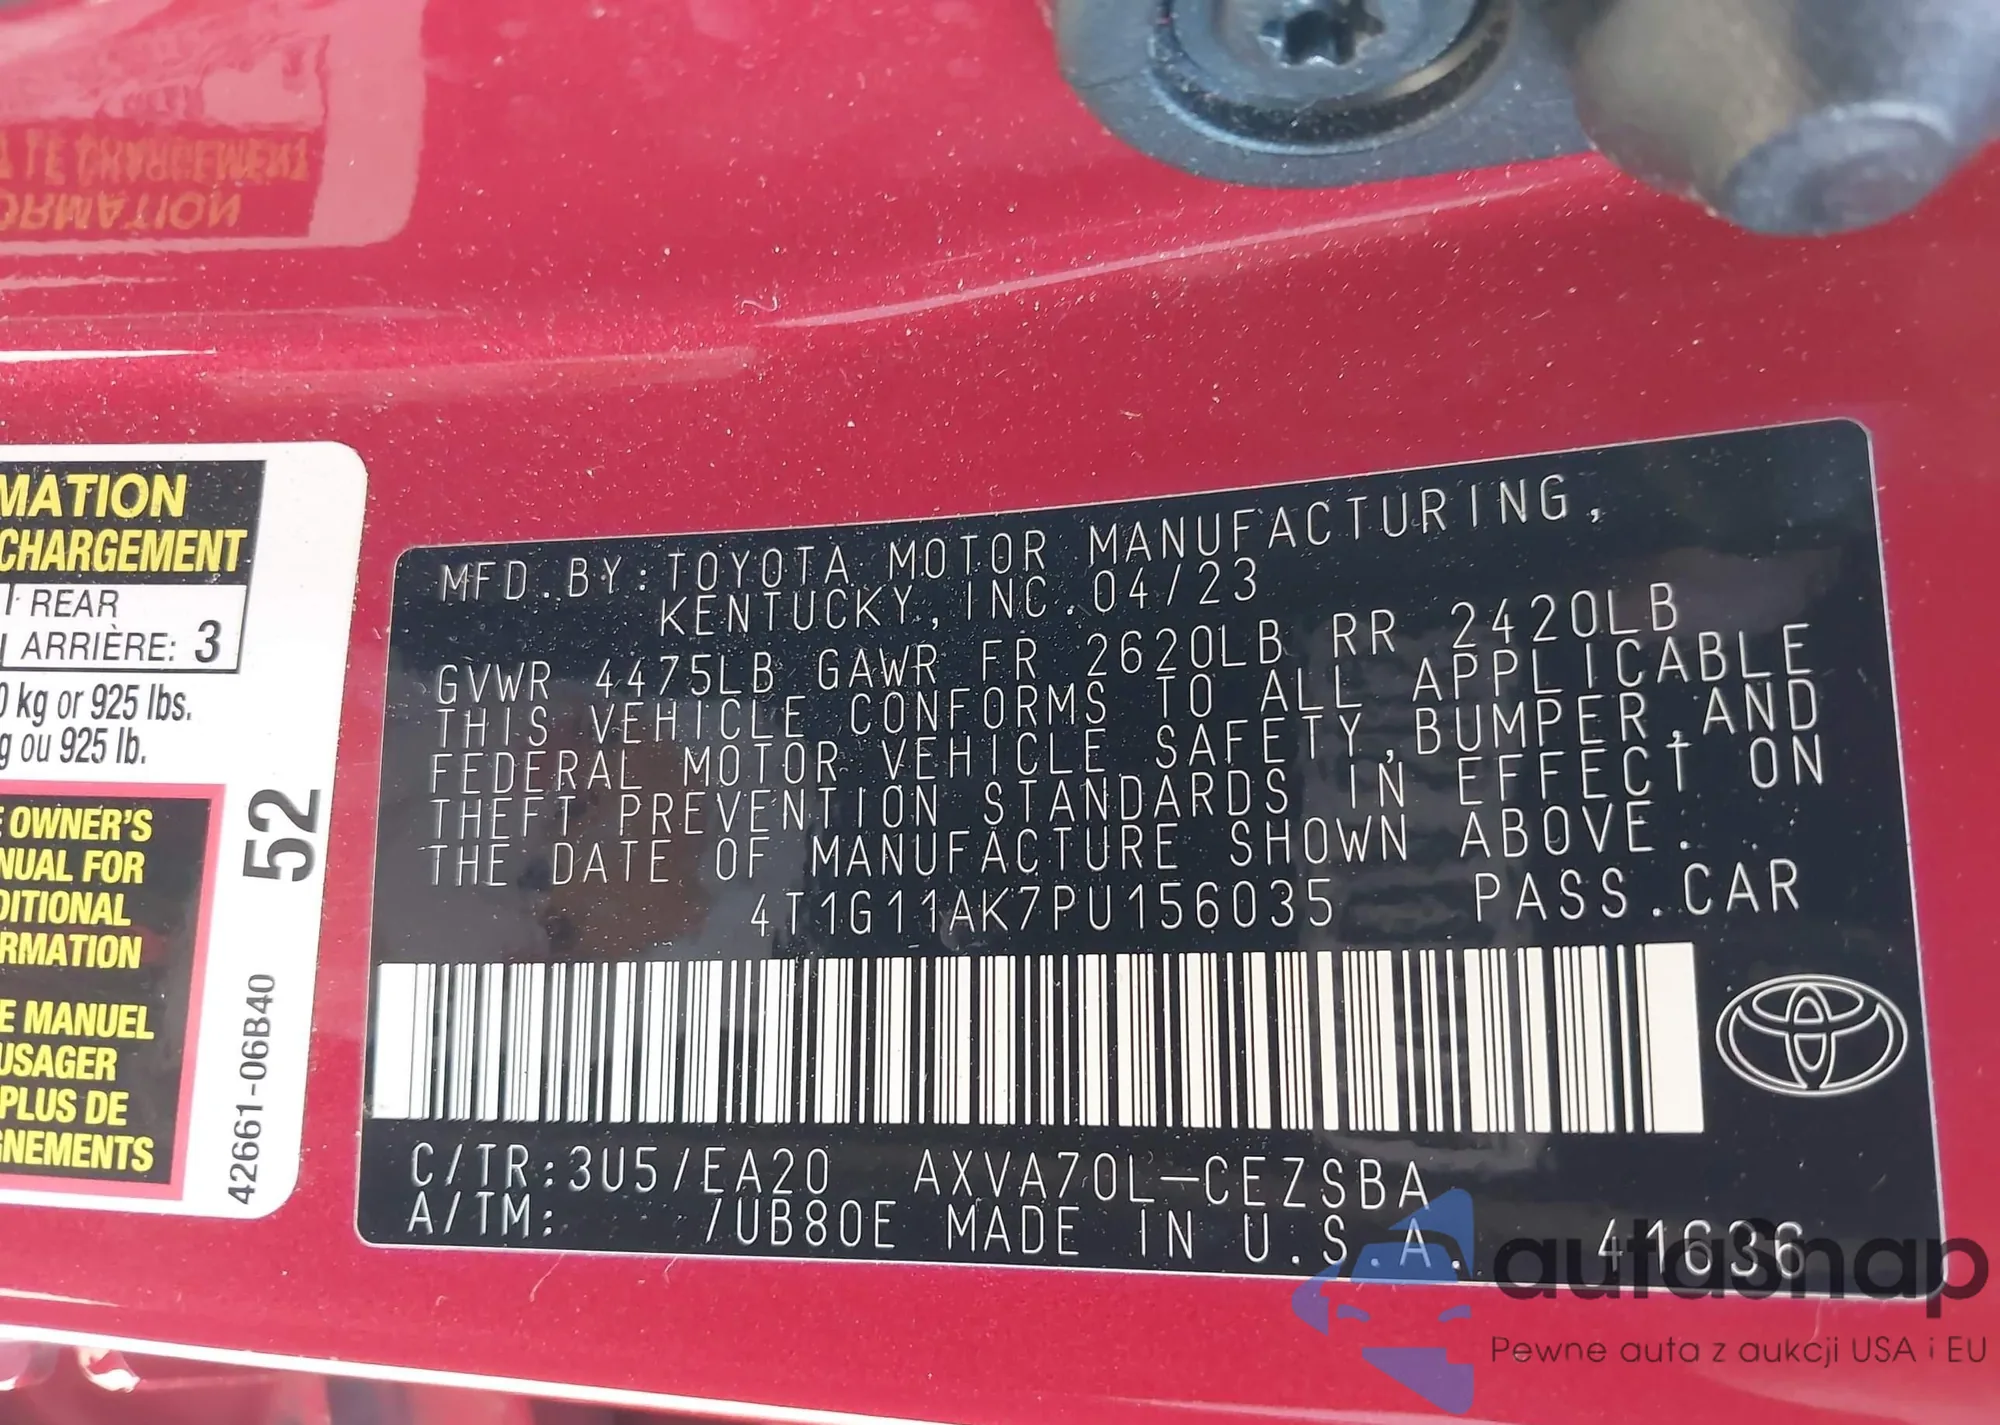 MATION
CHARGEMENT
REAR
ARRIÈRE: 3
kg or 925 lbs.
g ou 925 lb.
OWNER'S
NUAL FOR
DITIONAL
RMATION
E MANUEL
USAGER
PLUS DE
GNEMENTS
52
42661-06B40
MFD.BY:TOYOTA MOTOR MANUFACTURING,
KENTUCKY, INC.04/23
GVWR 4475LB GAWR FR 2620LB RR 2420LB
THIS VEHICLE CONFORMS TO ALL APPLICABLE
FEDERAL MOTOR VEHICLE SAFETY,BUMPER,AND
THEFT PREVENTION STANDARDS IN EFFECT ON
THE DATE OF MANUFACTURE SHOWN ABOVE.
4T1G11AK7PU156035 PASS.CAR
C/TR:3U5/EA20 AXVA70L-CEZSBA
A/TM: /UB80E MADE IN U.S.A. 41636
autoSnap
Pewne auta z aukcji USA i EU